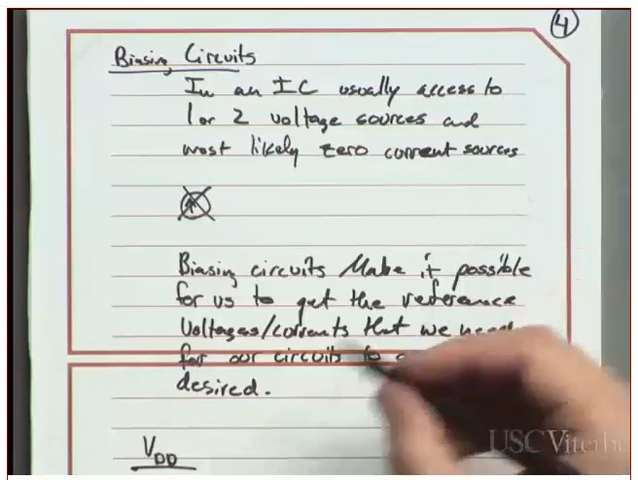 4
Biasing Circuits
In an IC usually access to
1 or 2 voltage sources and
most likely zero current sources
Biasing circuits Make it possible
for us to get the reference
Voltages/currents that we need
for our circuits to
desired.
VDD
USC Viterbi